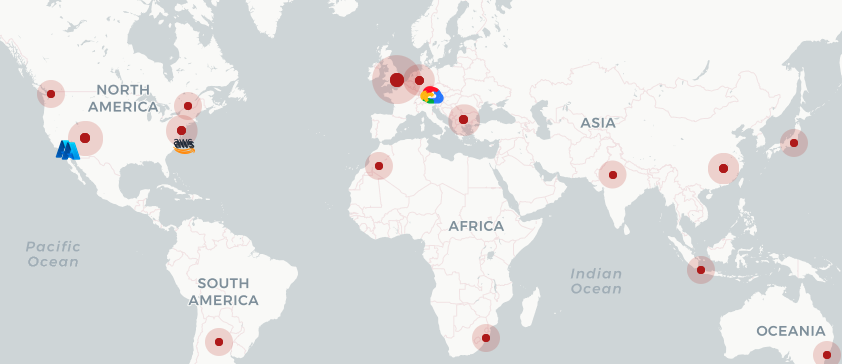 NORTH
AMERICA
aws
ASIA
AFRICA
Pacific
Ocean
Indian
Ocean
SOUTH
AMERICA
OCEANIA